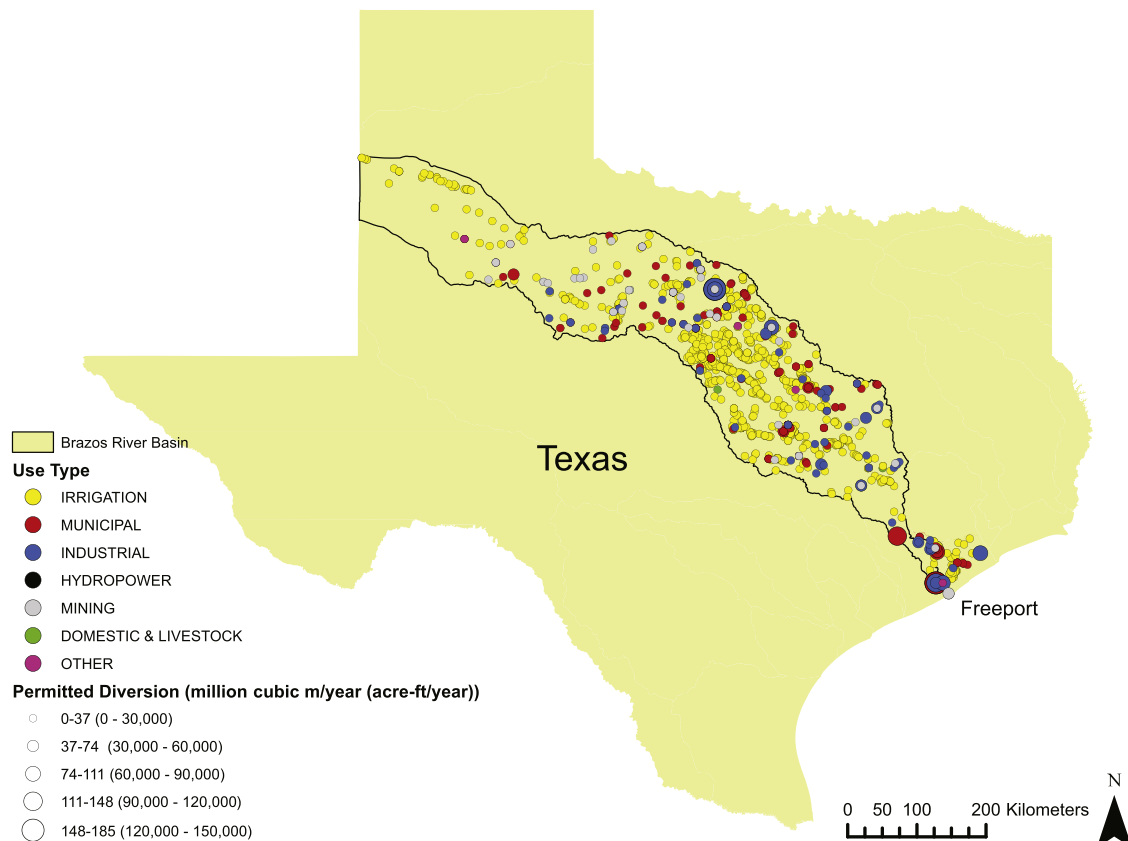 Texas
Freeport
Brazos River Basin
Use Type
IRRIGATION
MUNICIPAL
INDUSTRIAL
HYDROPOWER
MINING
DOMESTIC & LIVESTOCK
OTHER
Permitted Diversion (million cubic m/year (acre-ft/year))
0-37 (0 - 30,000)
37-74 (30,000 - 60,000)
74-111 (60,000 - 90,000)
111-148 (90,000 - 120,000)
148-185 (120,000 - 150,000)
0 50 100 200 Kilometers
N